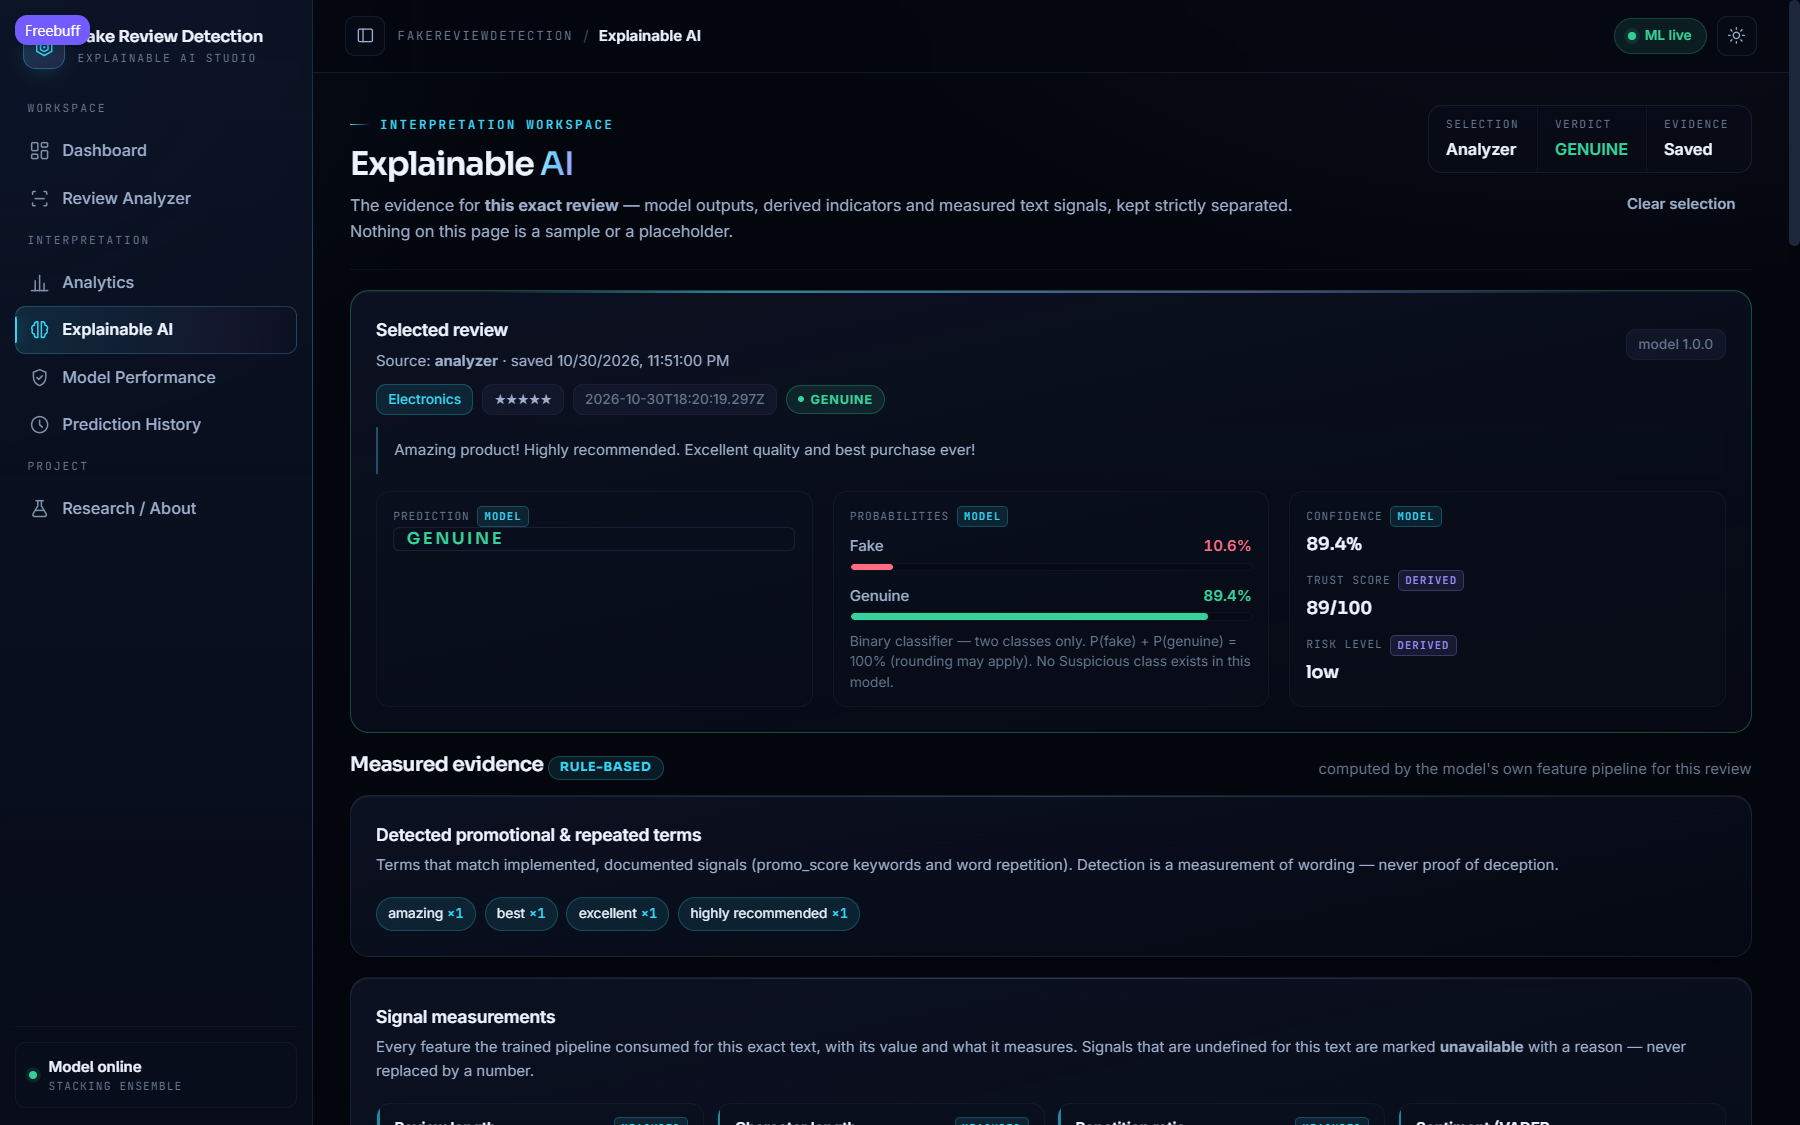 Freebuff
ake Review Detection
EXPLAINABLE AI STUDIO
WORKSPACE
Dashboard
Review Analyzer
INTERPRETATION
Analytics
Explainable AI
Model Performance
Prediction History
PROJECT
Research / About
Model online
STACKING ENSEMBLE
FAKEREVIEWDETECTION / Explainable AI
ML live
INTERPRETATION WORKSPACE
Explainable AI
The evidence for this exact review — model outputs, derived indicators and measured text signals, kept strictly separated.
Nothing on this page is a sample or a placeholder.
SELECTION VERDICT EVIDENCE
Analyzer GENUINE Saved
Clear selection
Selected review
Source: analyzer · saved 10/30/2026, 11:51:00 PM
model 1.0.0
Electronics ★★★★★ 2026-10-30T18:20:19.297Z GENUINE
Amazing product! Highly recommended. Excellent quality and best purchase ever!
PREDICTION MODEL
GENUINE
PROBABILITIES MODEL
Fake 10.6%
Genuine 89.4%
Binary classifier — two classes only. P(fake) + P(genuine) =
100% (rounding may apply). No Suspicious class exists in this
model.
CONFIDENCE MODEL
89.4%
TRUST SCORE DERIVED
89/100
RISK LEVEL DERIVED
low
Measured evidence RULE-BASED
computed by the model's own feature pipeline for this review
Detected promotional & repeated terms
Terms that match implemented, documented signals (promo_score keywords and word repetition). Detection is a measurement of wording — never proof of deception.
amazing ×1 best ×1 excellent ×1 highly recommended ×1
Signal measurements
Every feature the trained pipeline consumed for this exact text, with its value and what it measures. Signals that are undefined for this text are marked unavailable with a reason — never
replaced by a number.
Review length MEASURED Character length MEASURED Repetition ratio MEASURED Sentiment (VADER